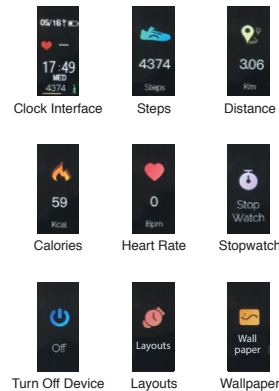 05/16
17:49
WED
4374
Clock Interface
4374
Steps
Steps
3.06
Km
Distance
59
Kcal
Calories
0
Bpm
Heart Rate
Stop
Watch
Stopwatch
Off
Turn Off Device
Layouts
Layouts
Wall
paper
Wallpaper